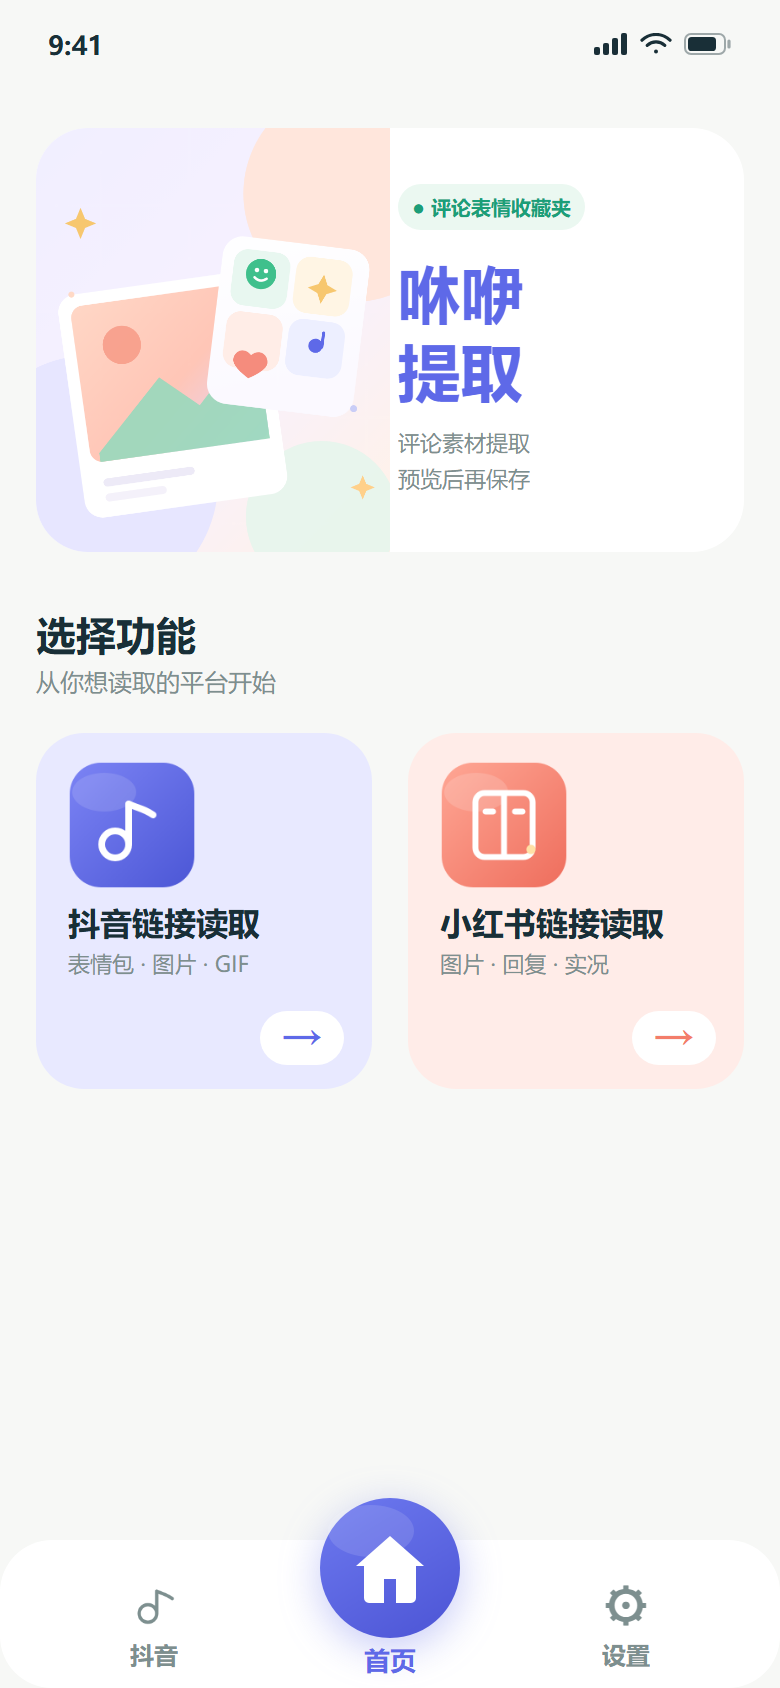 9:41
评论表情收藏夹
咻咿
提取
评论素材提取
预览后再保存
选择功能
从你想读取的平台开始
抖音链接读取
表情包 · 图片 · GIF
小红书链接读取
图片 · 回复 · 实况
抖音
首页
设置